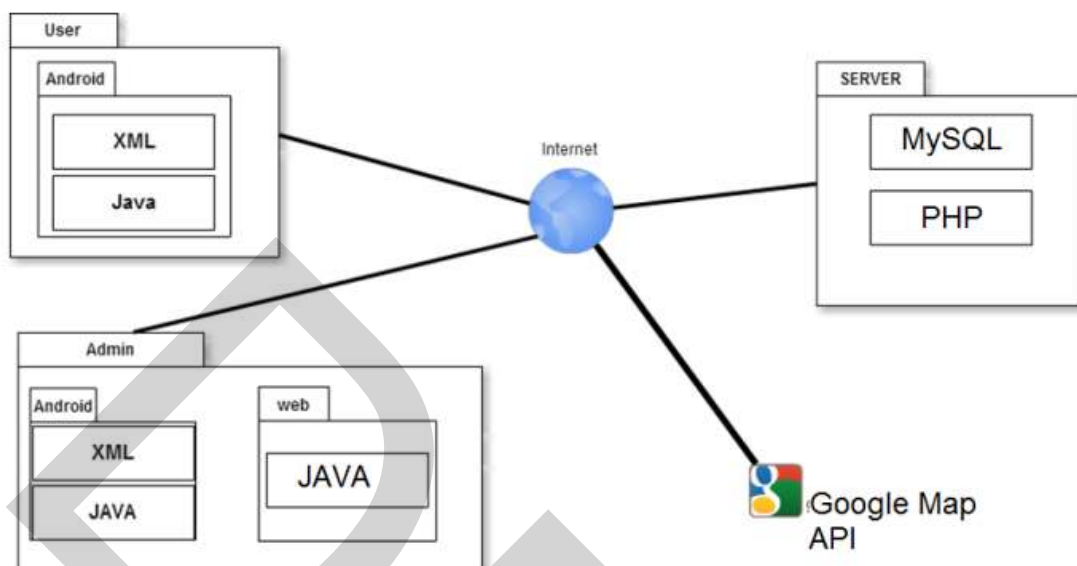 User
Android
XML
Java
Internet
SERVER
MySQL
PHP
Admin
Android
XML
JAVA
web
JAVA
Google Map
API